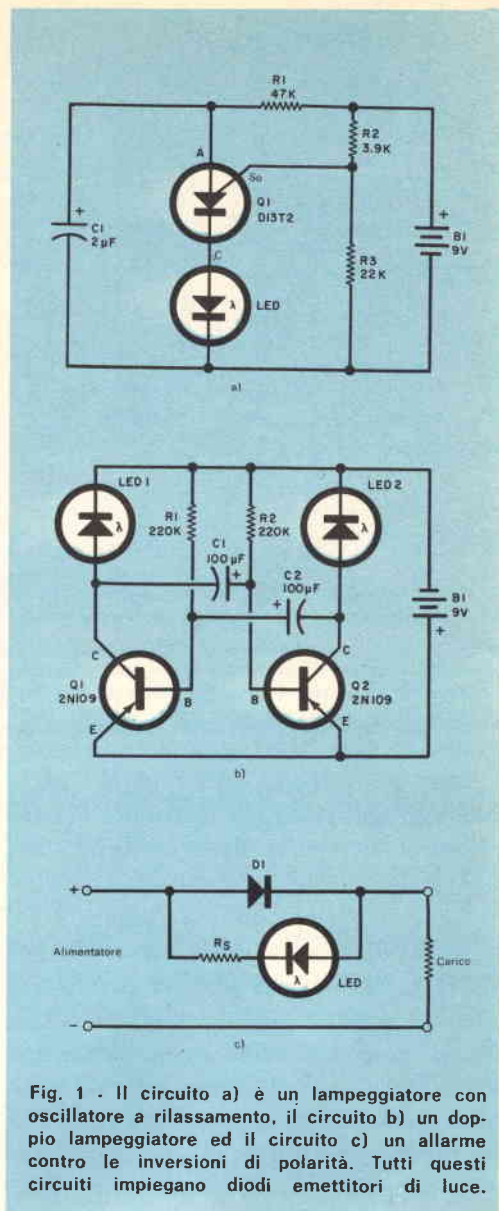 R1
47K
A
R2
3.9K
Sο
Q1
D13T2
+
C1
2µF
+
B1
9V
C
R3
22K
λ
LED
a)
LED 1
LED2
λ
R1
220K
R2
220K
λ
C1
100µF
+
C2
100µF
+
B1
9V
+
C
C
Q1
2N109
B
B
Q2
2N109
E
E
b)
D1
+
Alimentatore
RS
λ
LED
Carico
–
c)
Fig. 1 - Il circuito a) è un lampeggiatore con
oscillatore a rilassamento, il circuito b) un dop-
pio lampeggiatore ed il circuito c) un allarme
contro le inversioni di polarità. Tutti questi
circuiti impiegano diodi emettitori di luce.